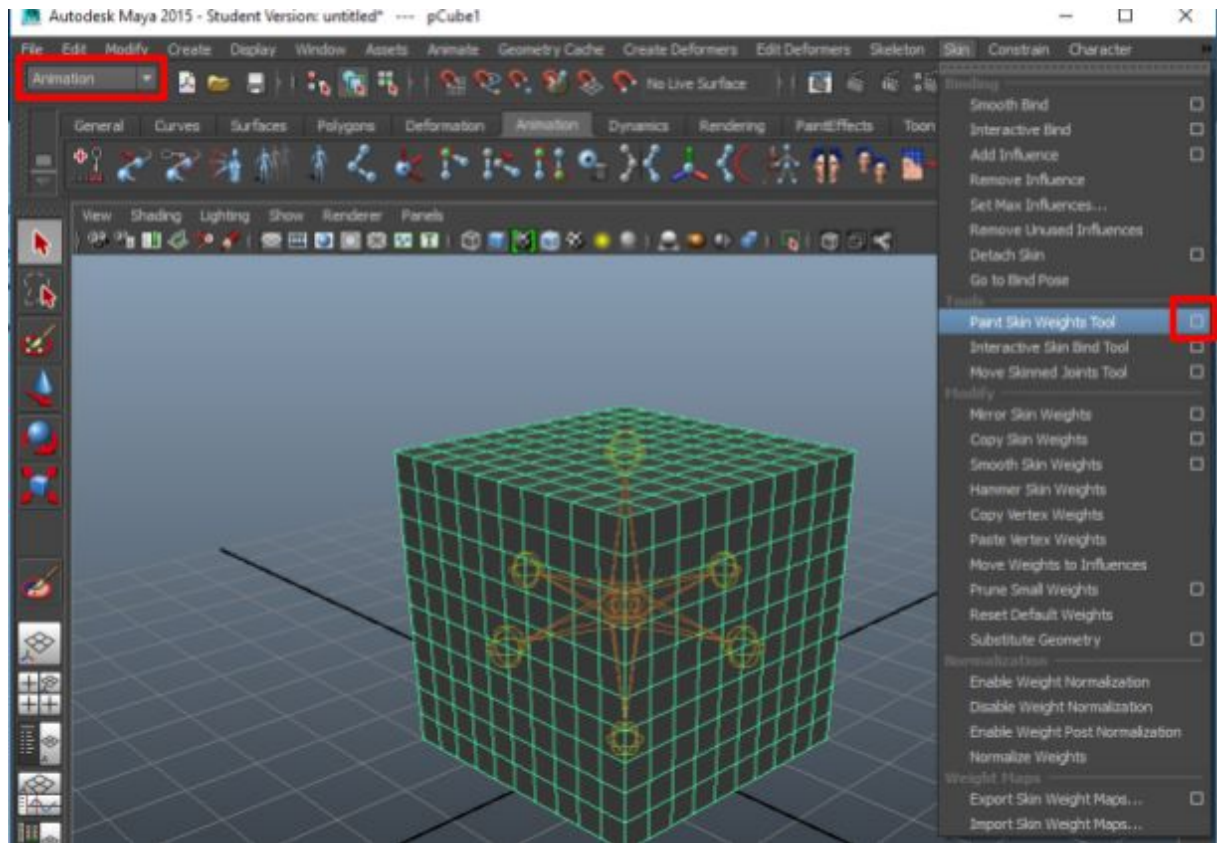 Autodesk Maya 2015 - Student Version: untitled* --- pCube1
File Edit Modify Create Display Window Assets Animate Geometry Cache Create Deformers Edit Deformers Skeleton Skin Constrain Character
Animation No Live Surface
General Curves Surfaces Polygons Deformation Animation Dynamics Rendering PaintEffects Toon
View Shading Lighting Show Renderer Panels
Binding
Smooth Bind
Interactive Bind
Add Influence
Remove Influence
Set Max Influences...
Remove Unused Influences
Detach Skin
Go to Bind Pose
Tools
Paint Skin Weights Tool
Interactive Skin Bind Tool
Move Skinned Joints Tool
Modify
Mirror Skin Weights
Copy Skin Weights
Smooth Skin Weights
Hammer Skin Weights
Copy Vertex Weights
Paste Vertex Weights
Move Weights to Influences
Prune Small Weights
Reset Default Weights
Substitute Geometry
Normalization
Enable Weight Normalization
Disable Weight Normalization
Enable Weight Post Normalization
Normalize Weights
Weight Maps
Export Skin Weight Maps...
Import Skin Weight Maps...